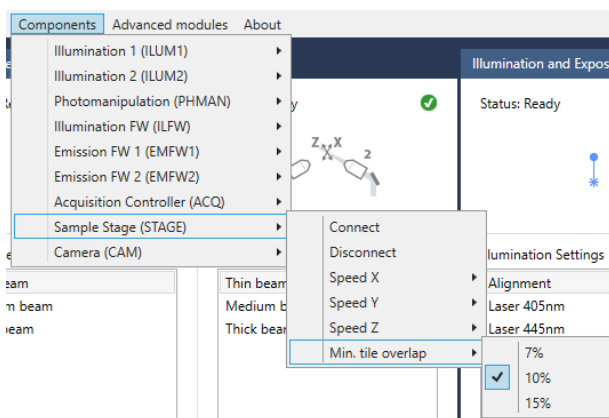 Components Advanced modules About
Illumination 1 (ILUM1)
Illumination 2 (ILUM2)
Photomanipulation (PHMAN)
Illumination FW (ILFW)
Emission FW 1 (EMFW1)
Emission FW 2 (EMFW2)
Acquisition Controller (ACQ)
Sample Stage (STAGE)
Camera (CAM)
Connect
Disconnect
Speed X
Speed Y
Speed Z
Min. tile overlap
7%
10%
15%
Illumination and Expos
Status: Ready
y
Z Y X
2
lumination Settings
Alignment
Laser 405nm
Laser 445nm
eam
m beam
beam
Thin beam
Medium b
Thick bear